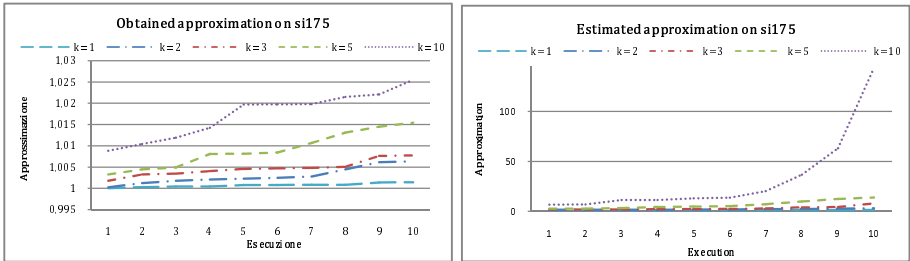 Obtained approximation on si175
k = 1 k = 2 k = 3 k = 5 k = 10
1,03
1,025
1,02
1,015
1,01
1,005
1
0,995
Approssimazione
1 2 3 4 5 6 7 8 9 10
Esecuzione
Estimated approximation on si175
k = 1 k = 2 k = 3 k = 5 k = 10
100
50
0
Approximation
1 2 3 4 5 6 7 8 9 10
Execution